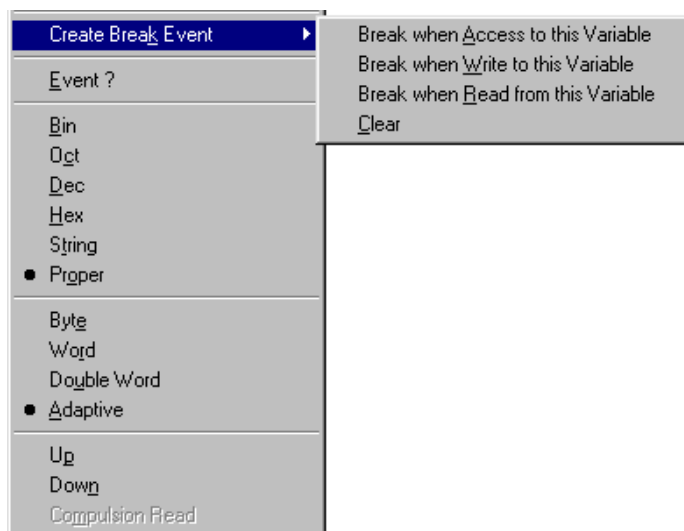 Create Break Event
Break when Access to this Variable
Break when Write to this Variable
Break when Read from this Variable
Clear
Event ?
Bin
Oct
Dec
Hex
String
Proper
Byte
Word
Double Word
Adaptive
Up
Down
Compulsion Read